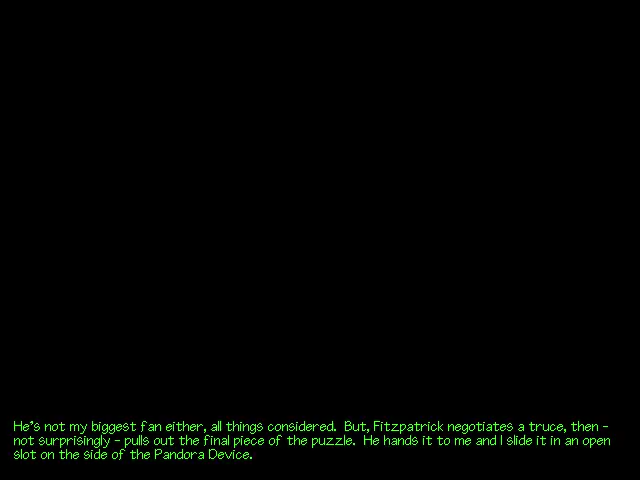 He's not my biggest fan either, all things considered.  But, Fitzpatrick negotiates a truce, then -
not surprisingly - pulls out the final piece of the puzzle.  He hands it to me and I slide it in an open
slot on the side of the Pandora Device.